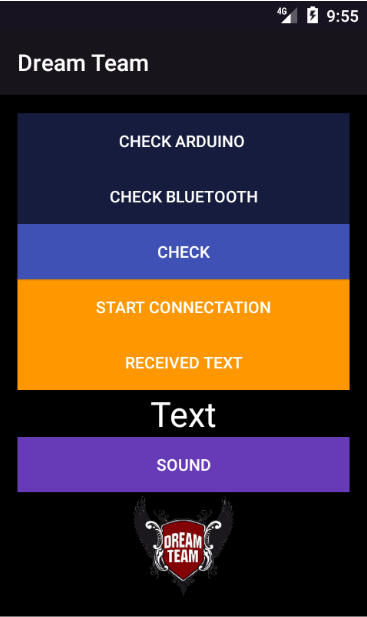 4G 9:55
Dream Team
CHECK ARDUINO
CHECK BLUETOOTH
CHECK
START CONNECTATION
RECEIVED TEXT
Text
SOUND
DREAM
TEAM